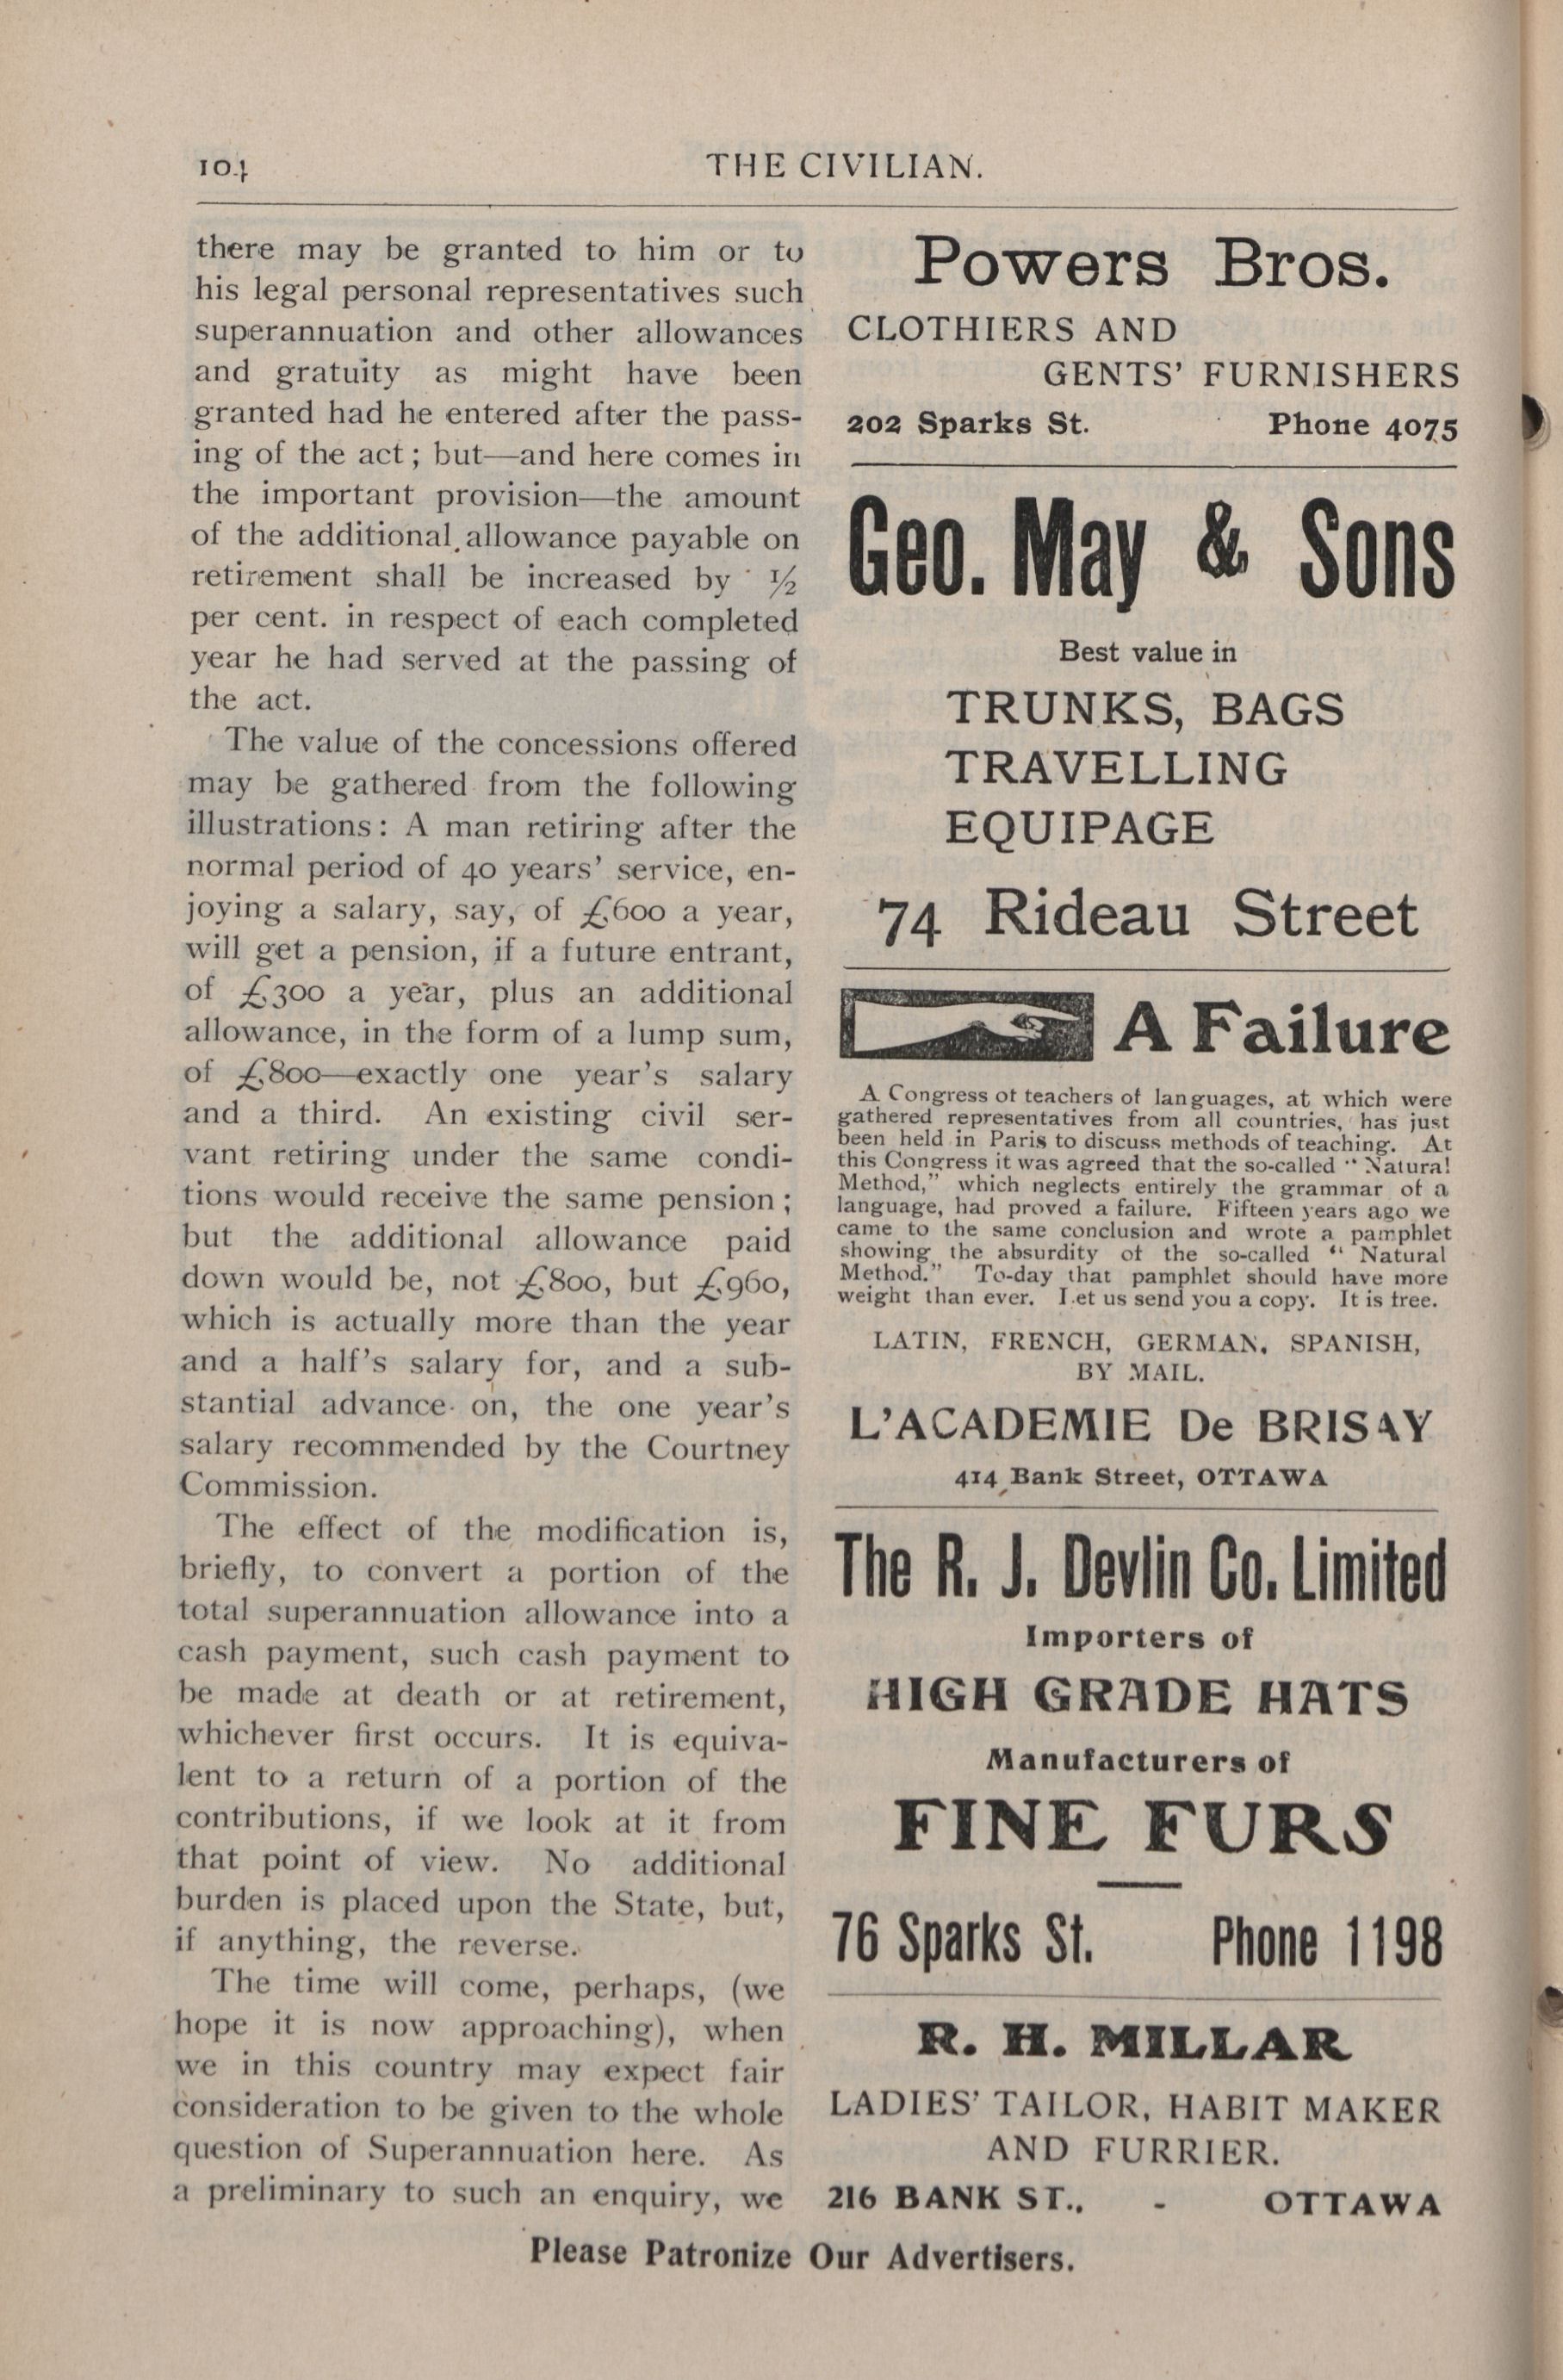 104
THE CIVILIAN.
there may be granted to him or to
his legal personal representatives such
superannuation and other allowances
and gratuity as might have been
granted had he entered after the pass-
ing of the act; but—and here comes in
the important provision—the amount
of the additional allowance payable on
retirement shall be increased by ½
per cent. in respect of each completed
year he had served at the passing of
the act.
The value of the concessions offered
may be gathered from the following
illustrations: A man retiring after the
normal period of 40 years' service, en-
joying a salary, say, of £600 a year,
will get a pension, if a future entrant,
of £300 a year, plus an additional
allowance, in the form of a lump sum,
of £800—exactly one year's salary
and a third. An existing civil ser-
vant retiring under the same condi-
tions would receive the same pension;
but the additional allowance paid
down would be, not £800, but £960,
which is actually more than the year
and a half's salary for, and a sub-
stantial advance on, the one year's
salary recommended by the Courtney
Commission.
The effect of the modification is,
briefly, to convert a portion of the
total superannuation allowance into a
cash payment, such cash payment to
be made at death or at retirement,
whichever first occurs. It is equiva-
lent to a return of a portion of the
contributions, if we look at it from
that point of view. No additional
burden is placed upon the State, but,
if anything, the reverse.
The time will come, perhaps, (we
hope it is now approaching), when
we in this country may expect fair
consideration to be given to the whole
question of Superannuation here. As
a preliminary to such an enquiry, we
Powers Bros.
CLOTHIERS AND
GENTS' FURNISHERS
202 Sparks St. Phone 4075
Geo. May & Sons
Best value in
TRUNKS, BAGS
TRAVELLING
EQUIPAGE
74 Rideau Street
A Failure
A Congress of teachers of languages, at which were
gathered representatives from all countries, has just
been held in Paris to discuss methods of teaching. At
this Congress it was agreed that the so-called "Natural
Method," which neglects entirely the grammar of a
language, had proved a failure. Fifteen years ago we
came to the same conclusion and wrote a pamphlet
showing the absurdity of the so-called "Natural
Method." To-day that pamphlet should have more
weight than ever. Let us send you a copy. It is free.
LATIN, FRENCH, GERMAN, SPANISH,
BY MAIL.
L'ACADEMIE De BRISAY
414 Bank Street, OTTAWA
The R. J. Devlin Co. Limited
Importers of
HIGH GRADE HATS
Manufacturers of
FINE FURS
76 Sparks St. Phone 1198
R. H. MILLAR
LADIES' TAILOR, HABIT MAKER
AND FURRIER.
216 BANK ST., - OTTAWA
Please Patronize Our Advertisers.